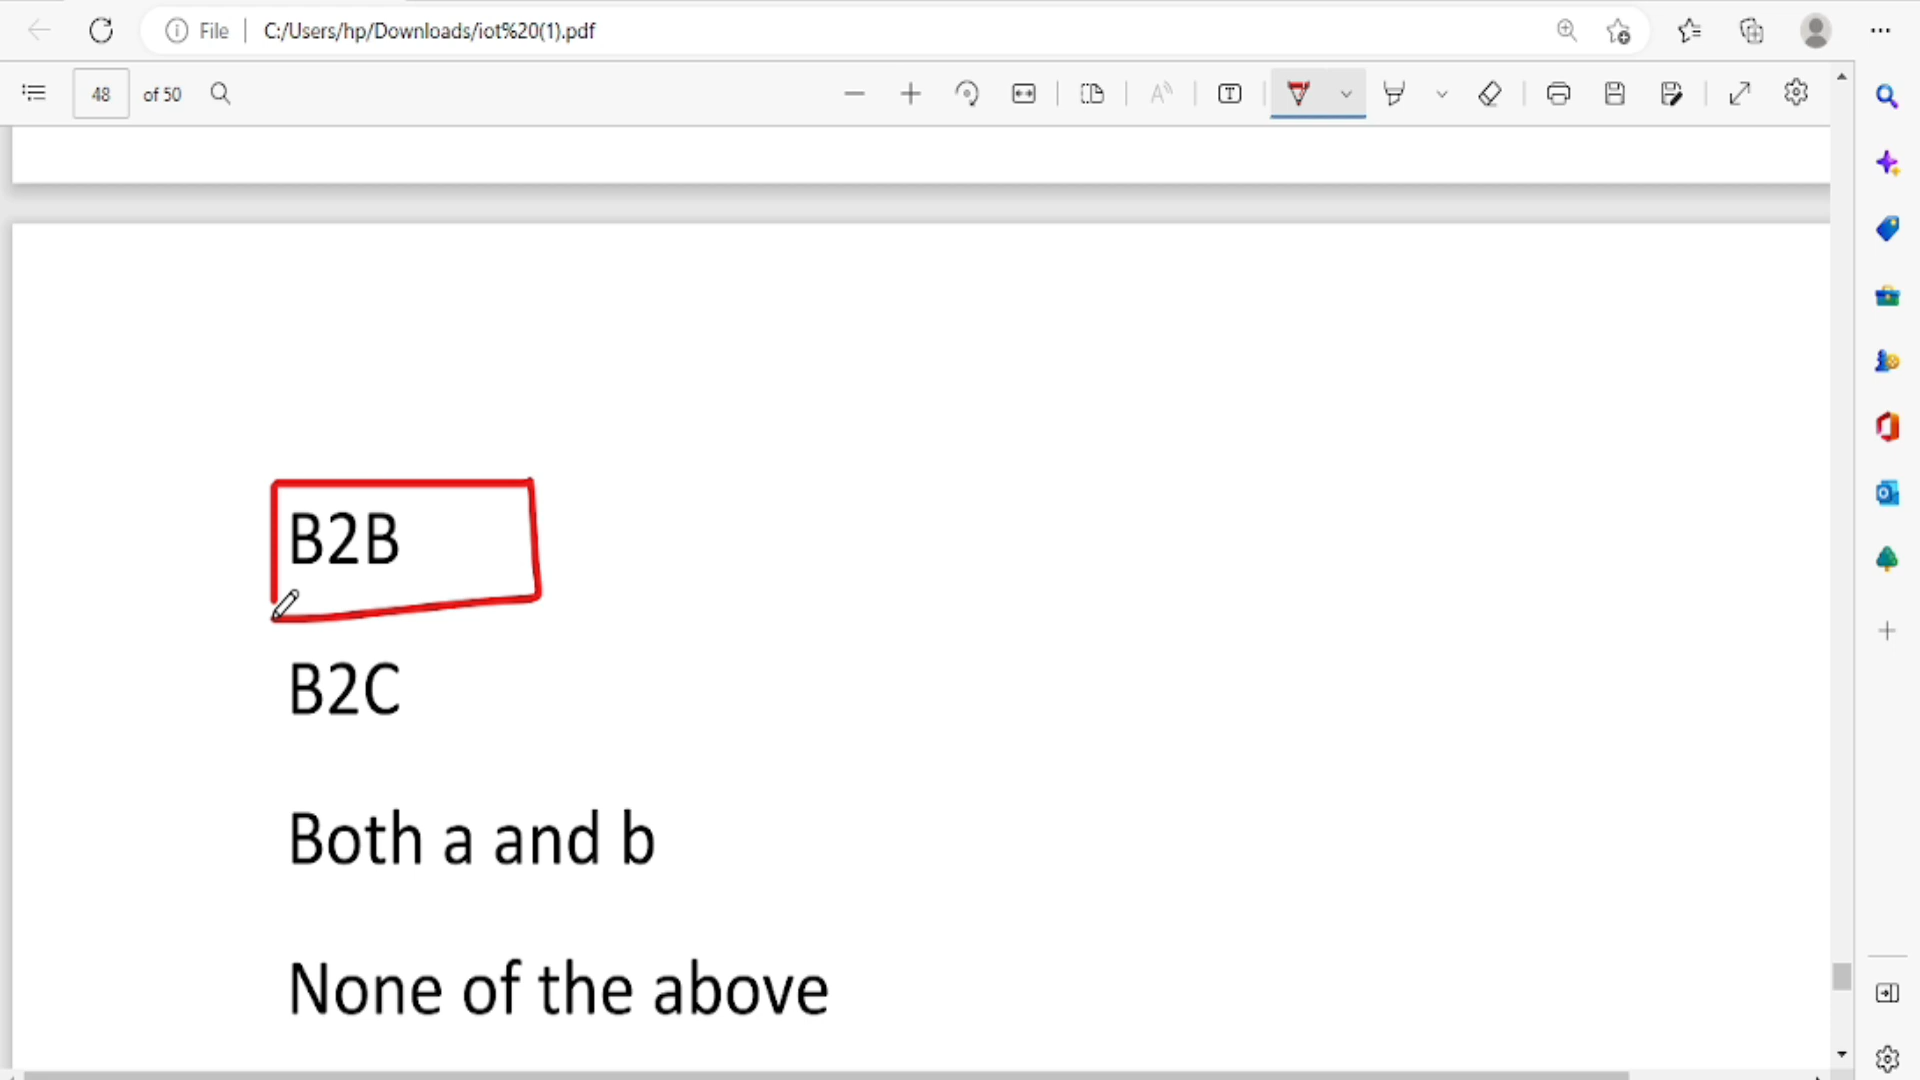 File C:/Users/hp/Downloads/iot%20(1).pdf
48 of 50
B2B
B2C
Both a and b
None of the above